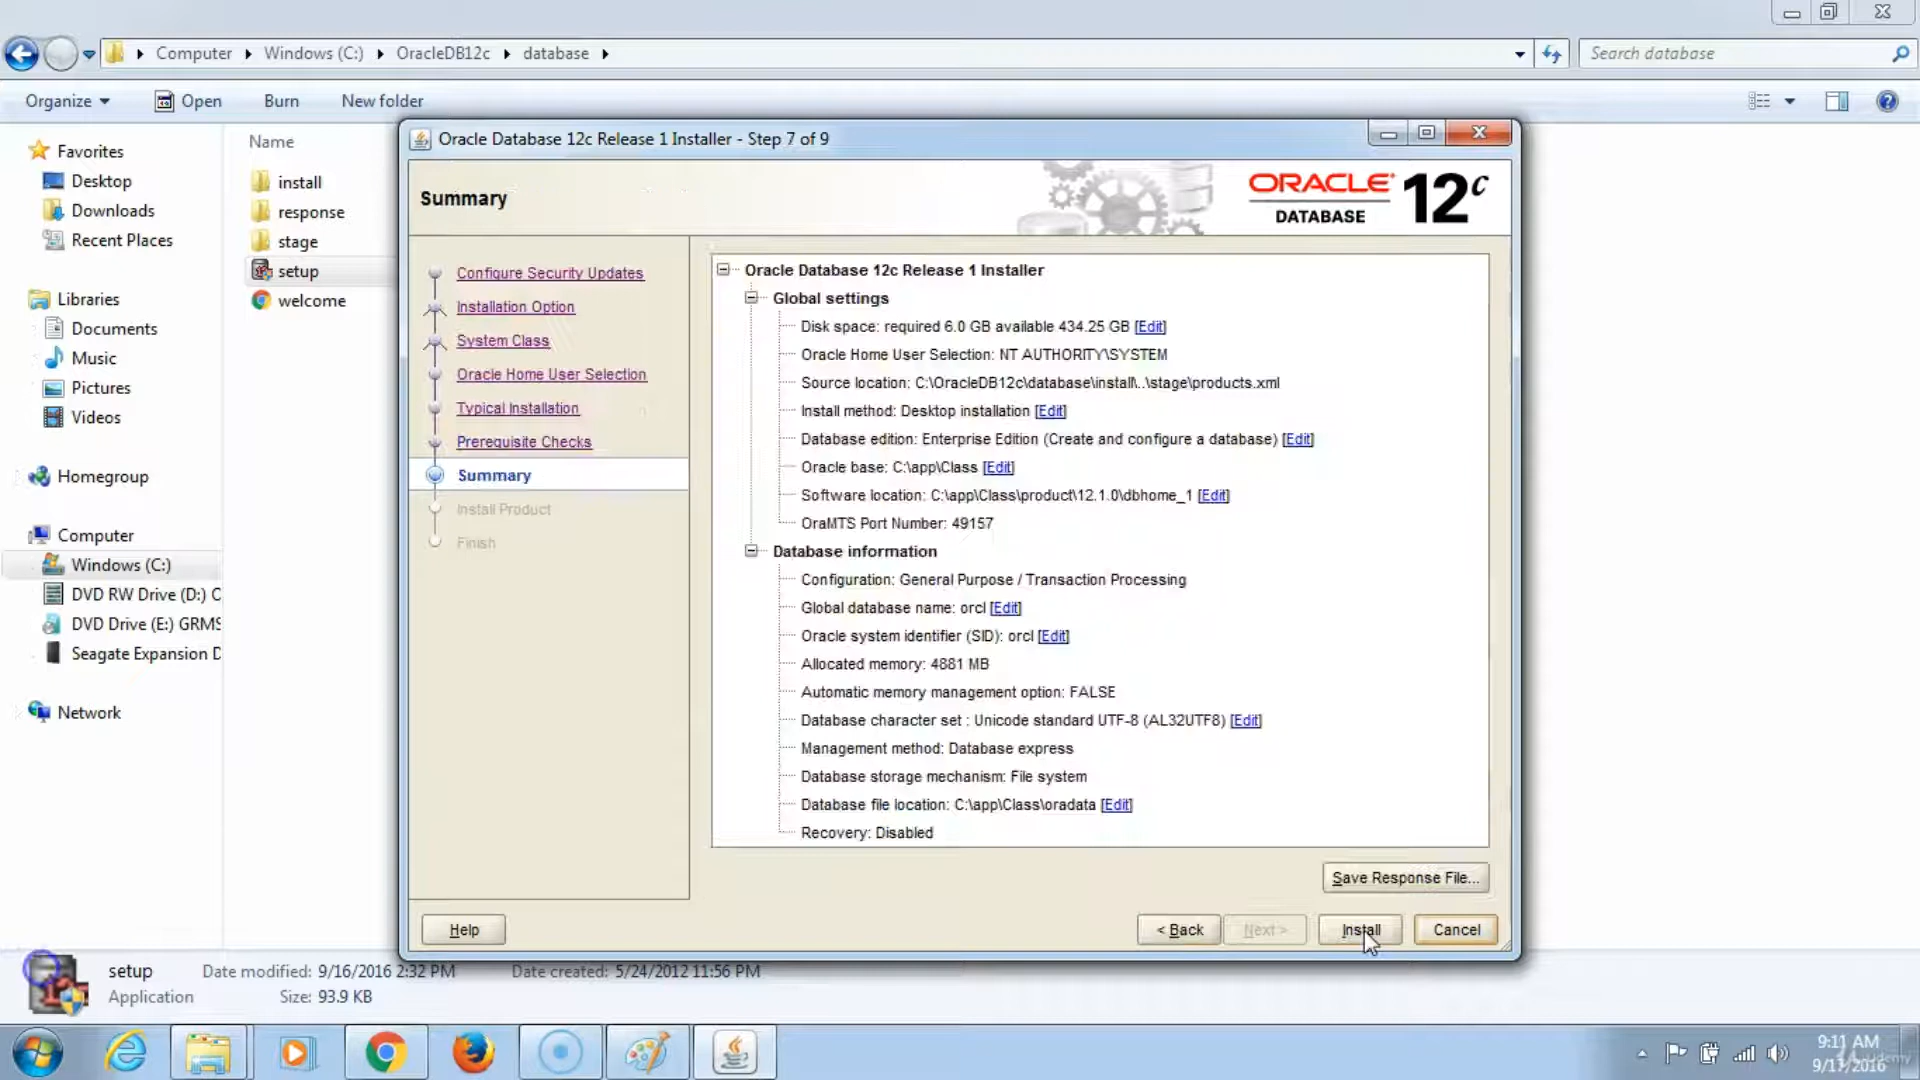 Computer
Windows (C:)
OracleDB12c
database
Search database
Organize
Open
Burn
New folder
Favorites
Desktop
Downloads
Recent Places
Libraries
Documents
Music
Pictures
Videos
Homegroup
Computer
Windows (C:)
DVD RW Drive (D:) C
DVD Drive (E:) GRMS
Seagate Expansion D
Network
Name
install
response
stage
setup
welcome
Oracle Database 12c Release 1 Installer - Step 7 of 9
Summary
ORACLE
DATABASE
12c
Configure Security Updates
Installation Option
System Class
Oracle Home User Selection
Typical Installation
Prerequisite Checks
Summary
Install Product
Finish
Oracle Database 12c Release 1 Installer
Global settings
Disk space: required 6.0 GB available 434.25 GB [Edit]
Oracle Home User Selection: NT AUTHORITY\SYSTEM
Source location: C:\OracleDB12c\database\install\..\stage\products.xml
Install method: Desktop installation [Edit]
Database edition: Enterprise Edition (Create and configure a database) [Edit]
Oracle base: C:\app\Class [Edit]
Software location: C:\app\Class\product\12.1.0\dbhome_1 [Edit]
OraMTS Port Number: 49157
Database information
Configuration: General Purpose / Transaction Processing
Global database name: orcl [Edit]
Oracle system identifier (SID): orcl [Edit]
Allocated memory: 4881 MB
Automatic memory management option: FALSE
Database character set : Unicode standard UTF-8 (AL32UTF8) [Edit]
Management method: Database express
Database storage mechanism: File system
Database file location: C:\app\Class\oradata [Edit]
Recovery: Disabled
Save Response File...
Help
< Back
Next >
Install
Cancel
setup
Date modified: 9/16/2016 2:32 PM
Date created: 5/24/2012 11:56 PM
Application
Size: 93.9 KB
9:11 AM
9/17/2016
Udemy